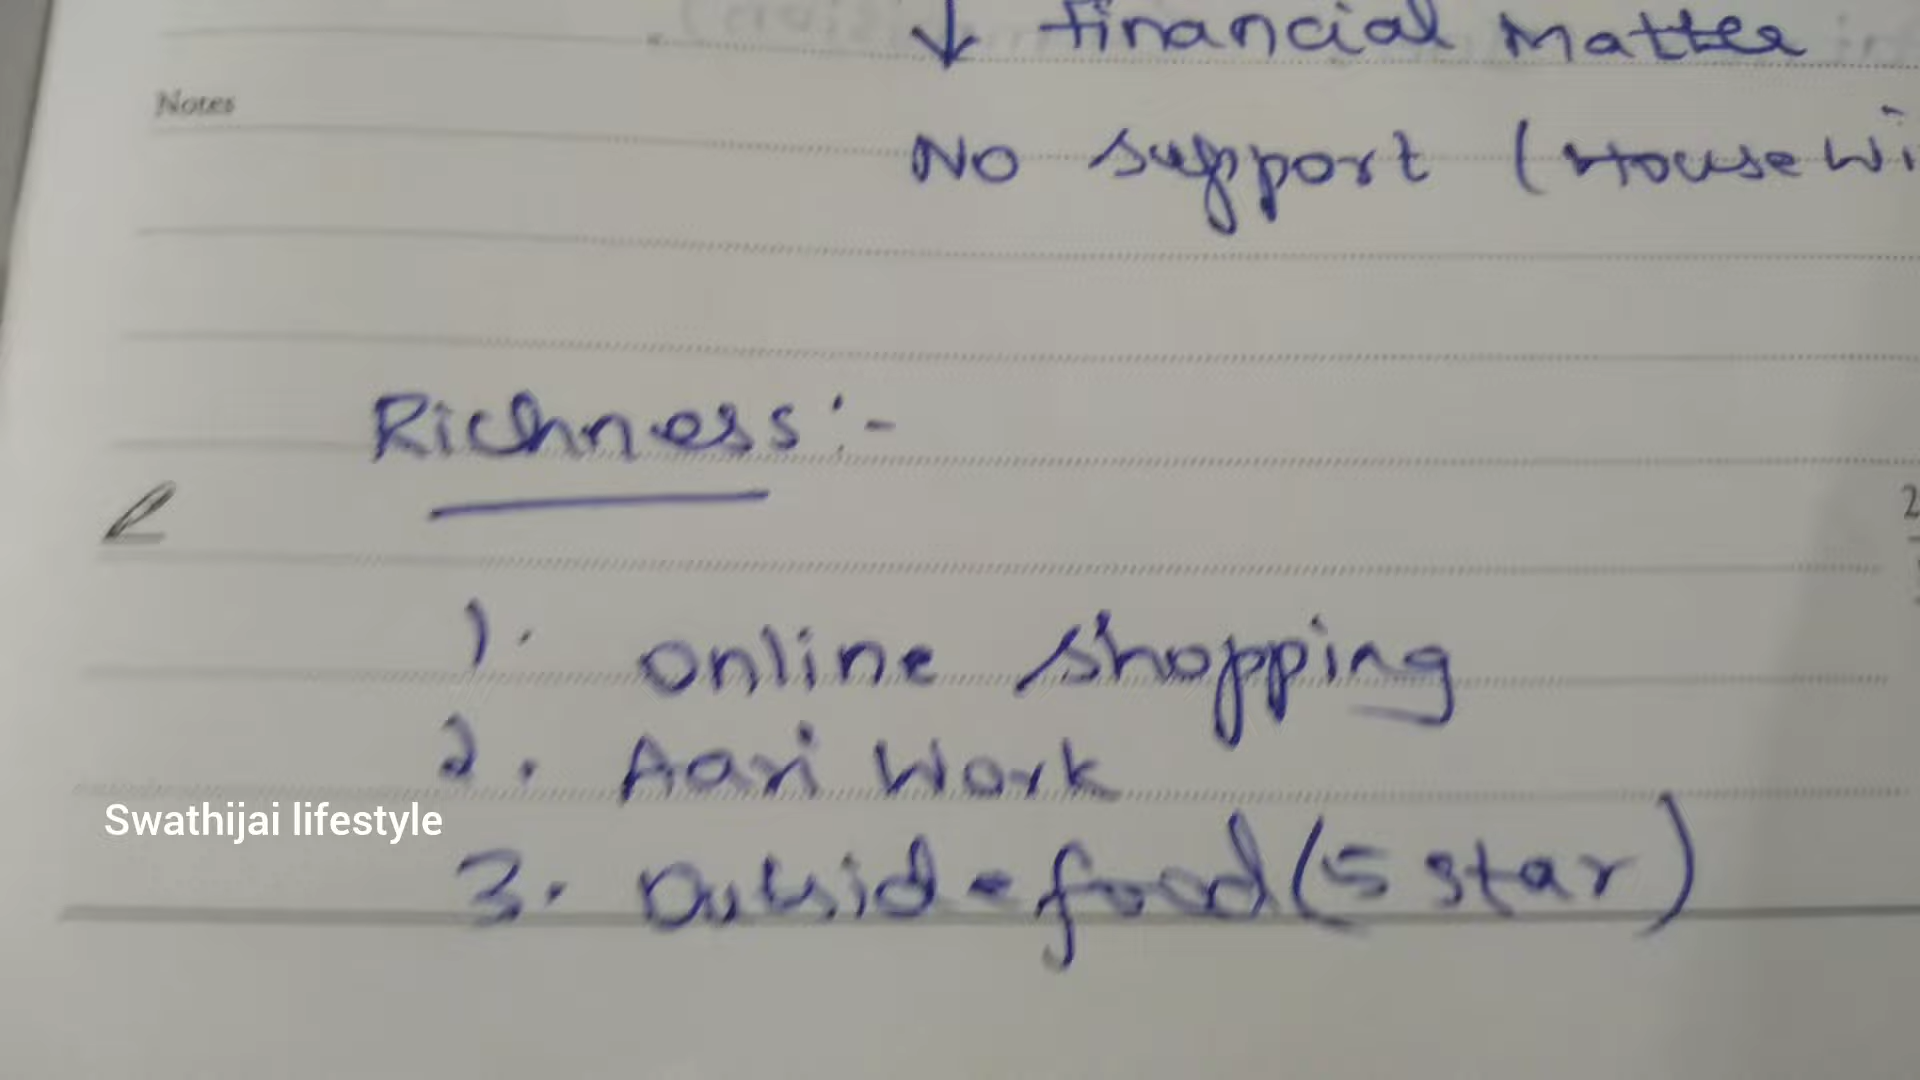 ↓ financial Matter
Notes
No support (House Wi
Richness :-
1. online shopping
2. Aari Work
Swathijai lifestyle
3. Outside food (5 star)